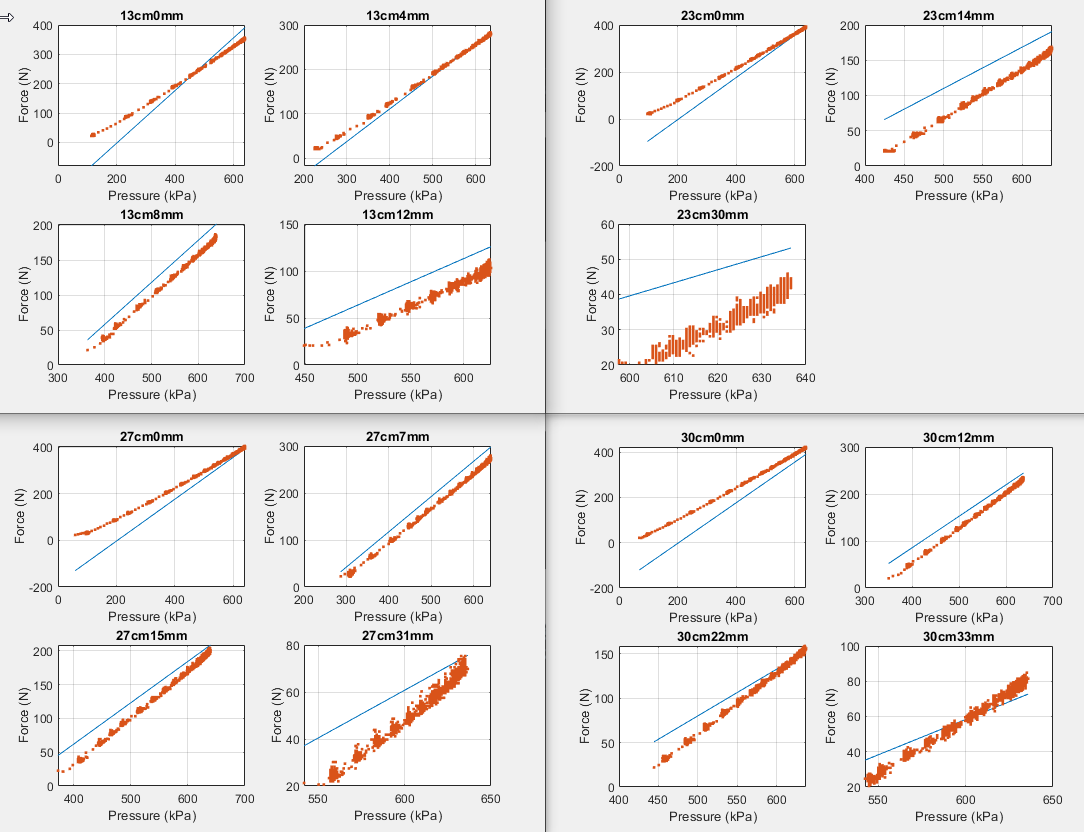 13cm0mm
400
300
200
100
0
0 200 400 600
Force (N)
Pressure (kPa)
13cm4mm
300
200
100
0
200 300 400 500 600
Force (N)
Pressure (kPa)
13cm8mm
200
150
100
50
0
300 400 500 600 700
Force (N)
Pressure (kPa)
13cm12mm
150
100
50
0
450 500 550 600
Force (N)
Pressure (kPa)
23cm0mm
400
200
0
-200
0 200 400 600
Force (N)
Pressure (kPa)
23cm14mm
200
150
100
50
0
400 450 500 550 600
Force (N)
Pressure (kPa)
23cm30mm
60
50
40
30
20
600 610 620 630 640
Force (N)
Pressure (kPa)
27cm0mm
400
200
0
-200
0 200 400 600
Force (N)
Pressure (kPa)
27cm7mm
300
200
100
0
200 300 400 500 600
Force (N)
Pressure (kPa)
27cm15mm
200
150
100
50
0
400 500 600 700
Force (N)
Pressure (kPa)
27cm31mm
80
60
40
20
550 600 650
Force (N)
Pressure (kPa)
30cm0mm
400
200
0
-200
0 200 400 600
Force (N)
Pressure (kPa)
30cm12mm
300
200
100
0
300 400 500 600 700
Force (N)
Pressure (kPa)
30cm22mm
150
100
50
0
400 450 500 550 600
Force (N)
Pressure (kPa)
30cm33mm
100
80
60
40
20
550 600 650
Force (N)
Pressure (kPa)